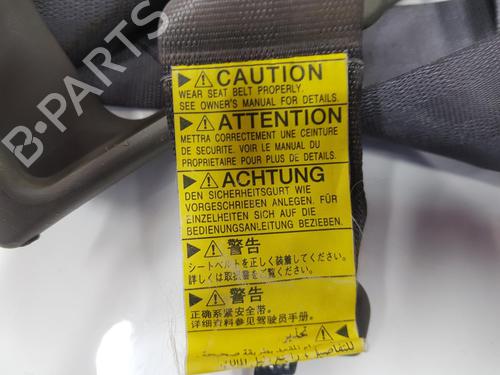 CAUTION
WEAR SEAT BELT PROPERLY.
SEE OWNER'S MANUAL FOR DETAILS.
ATTENTION
METTRA CORRECTEMENT UNE CEINTURE
DE SECURITE. VOIR LE MANUAL DU
PROPRIETAIRE POUR PLUS DE DETAILS.
ACHTUNG
DEN SICHERHEITSGURT WIE
VORGESCHRIEBEN ANLEGEN. FÜR
EINZELHEITEN SICH AUF DIE
BEDIENUNGSANLEITUNG BEZIEBEN.
警告
シートベルトを正しく装着してください。
詳しくは取扱書をご覧ください。
警告
正确系紧安全带。
详细资料参见驾驶员手册.
تحذير
B-PARTS